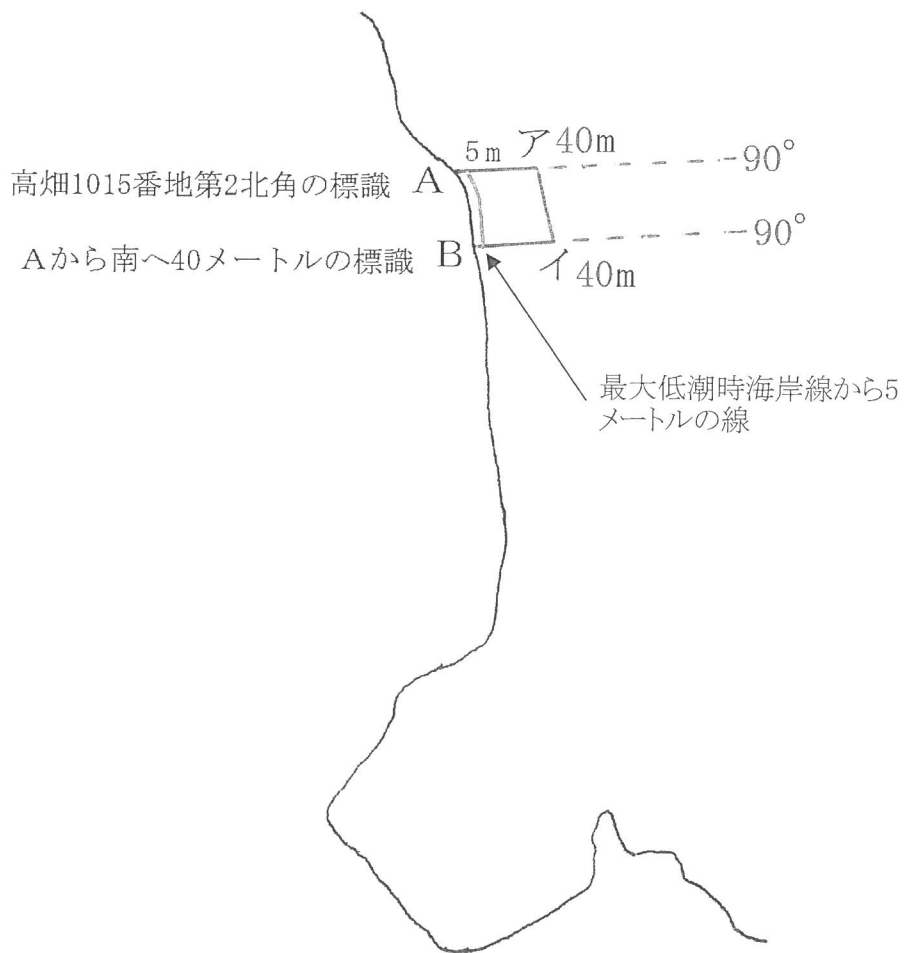 5m ア40m
90°
高畑1015番地第2北角の標識 A
Aから南へ40メートルの標識 B
90°
イ40m
最大低潮時海岸線から5
メートルの線